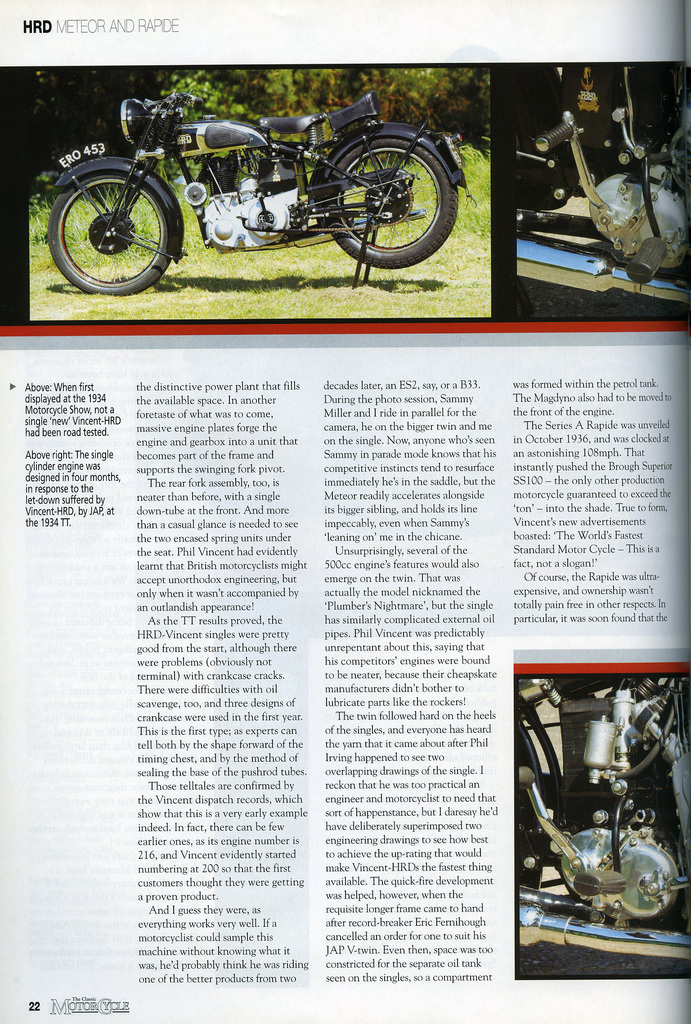 HRD METEOR AND RAPIDE
ERO 453
HRD
Above: When first
displayed at the 1934
Motorcycle Show, not a
single 'new' Vincent-HRD
had been road tested.
Above right: The single
cylinder engine was
designed in four months,
in response to the
let-down suffered by
Vincent-HRD, by JAP, at
the 1934 TT.
the distinctive power plant that fills
the available space. In another
foretaste of what was to come,
massive engine plates forge the
engine and gearbox into a unit that
becomes part of the frame and
supports the swinging fork pivot.
The rear fork assembly, too, is
neater than before, with a single
down-tube at the front. And more
than a casual glance is needed to see
the two encased spring units under
the seat. Phil Vincent had evidently
learnt that British motorcyclists might
accept unorthodox engineering, but
only when it wasn't accompanied by
an outlandish appearance!
As the TT results proved, the
HRD-Vincent singles were pretty
good from the start, although there
were problems (obviously not
terminal) with crankcase cracks.
There were difficulties with oil
scavenge, too, and three designs of
crankcase were used in the first year.
This is the first type; as experts can
tell both by the shape forward of the
timing chest, and by the method of
sealing the base of the pushrod tubes.
Those telltales are confirmed by
the Vincent dispatch records, which
show that this is a very early example
indeed. In fact, there can be few
earlier ones, as its engine number is
216, and Vincent evidently started
numbering at 200 so that the first
customers thought they were getting
a proven product.
And I guess they were, as
everything works very well. If a
motorcyclist could sample this
machine without knowing what it
was, he'd probably think he was riding
one of the better products from two
decades later, an ES2, say, or a B33.
During the photo session, Sammy
Miller and I ride in parallel for the
camera, he on the bigger twin and me
on the single. Now, anyone who's seen
Sammy in parade mode knows that his
competitive instincts tend to resurface
immediately he's in the saddle, but the
Meteor readily accelerates alongside
its bigger sibling, and holds its line
impeccably, even when Sammy's
'leaning on' me in the chicane.
Unsurprisingly, several of the
500cc engine's features would also
emerge on the twin. That was
actually the model nicknamed the
'Plumber's Nightmare', but the single
has similarly complicated external oil
pipes. Phil Vincent was predictably
unrepentant about this, saying that
his competitors' engines were bound
to be neater, because their cheapskate
manufacturers didn't bother to
lubricate parts like the rockers!
The twin followed hard on the heels
of the singles, and everyone has heard
the yarn that it came about after Phil
Irving happened to see two
overlapping drawings of the single. I
reckon that he was too practical an
engineer and motorcyclist to need that
sort of happenstance, but I daresay he'd
have deliberately superimposed two
engineering drawings to see how best
to achieve the up-rating that would
make Vincent-HRDs the fastest thing
available. The quick-fire development
was helped, however, when the
requisite longer frame came to hand
after record-breaker Eric Fernihough
cancelled an order for one to suit his
JAP V-twin. Even then, space was too
constricted for the separate oil tank
seen on the singles, so a compartment
was formed within the petrol tank.
The Magdyno also had to be moved to
the front of the engine.
The Series A Rapide was unveiled
in October 1936, and was clocked at
an astonishing 108mph. That
instantly pushed the Brough Superior
SS100 – the only other production
motorcycle guaranteed to exceed the
'ton' – into the shade. True to form,
Vincent's new advertisements
boasted: 'The World's Fastest
Standard Motor Cycle – This is a
fact, not a slogan!'
Of course, the Rapide was ultra-
expensive, and ownership wasn't
totally pain free in other respects. In
particular, it was soon found that the
22 The Classic MOTORCYCLE